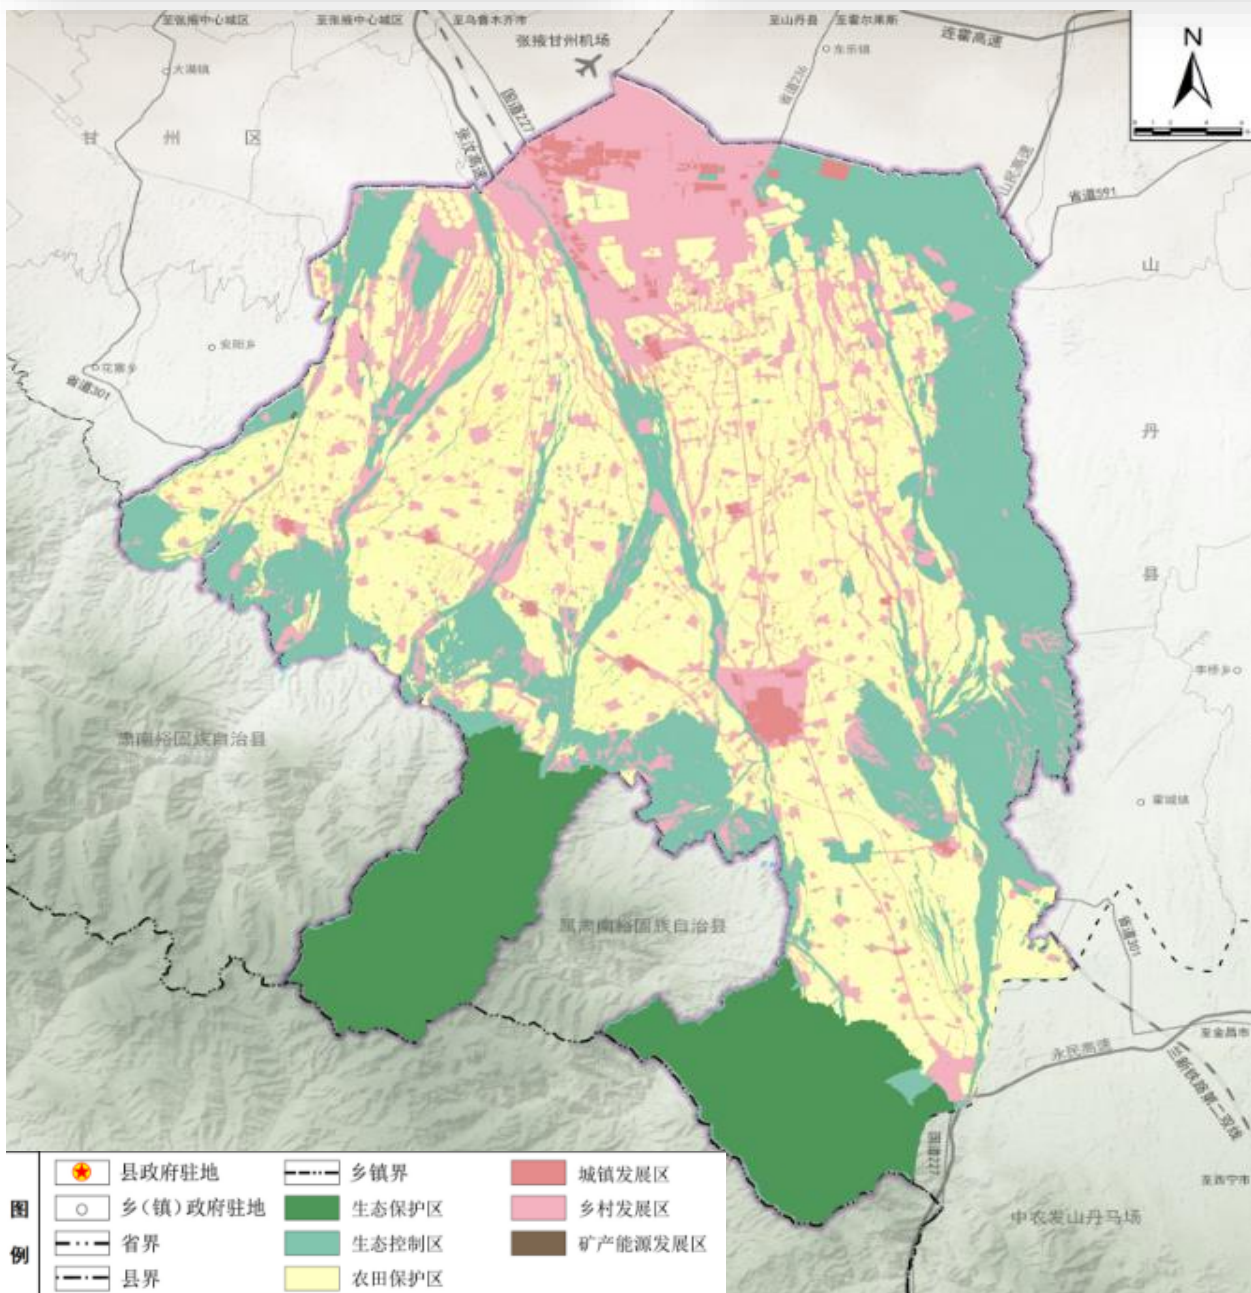 至张掖中心城区
至张掖中心城区
至乌鲁木齐市
至山丹县
至霍尔果斯
连霍高速
N
张掖甘州机场
东乐镇
大满镇
国道227
省道236
甘州区
张汶高速
山民高速
省道591
山丹县
安阳乡
花寨乡
省道301
李桥乡
肃南裕固族自治县
霍城镇
属肃南裕固族自治县
省道301
至金昌市
永民高速
兰新铁路第二双线
国道227
至西宁市
中农发山丹马场
图例
县政府驻地
乡(镇)政府驻地
省界
县界
乡镇界
生态保护区
生态控制区
农田保护区
城镇发展区
乡村发展区
矿产能源发展区